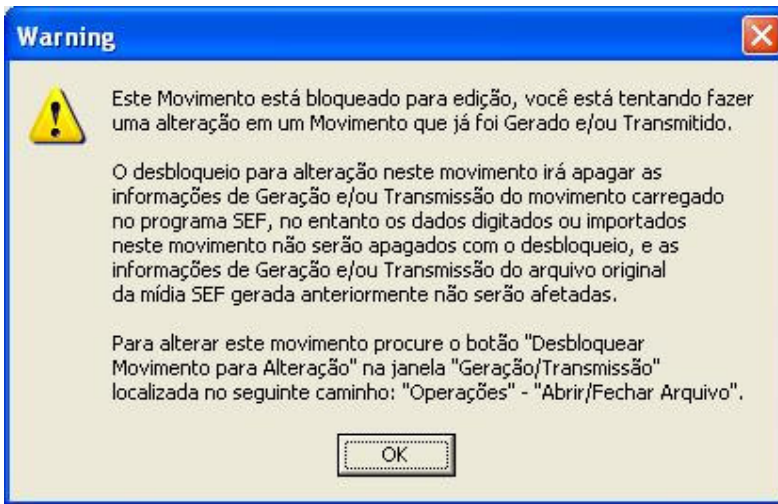 Warning
Este Movimento está bloqueado para edição, você está tentando fazer
uma alteração em um Movimento que já foi Gerado e/ou Transmitido.
O desbloqueio para alteração neste movimento irá apagar as
informações de Geração e/ou Transmissão do movimento carregado
no programa SEF, no entanto os dados digitados ou importados
neste movimento não serão apagados com o desbloqueio, e as
informações de Geração e/ou Transmissão do arquivo original
da mídia SEF gerada anteriormente não serão afetadas.
Para alterar este movimento procure o botão "Desbloquear
Movimento para Alteração" na janela "Geração/Transmissão"
localizada no seguinte caminho: "Operações" - "Abrir/Fechar Arquivo".
OK